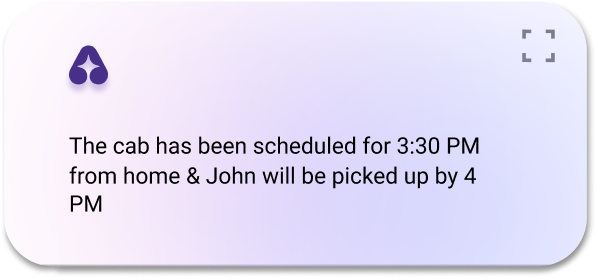 The cab has been scheduled for 3:30 PM
from home & John will be picked up by 4
PM